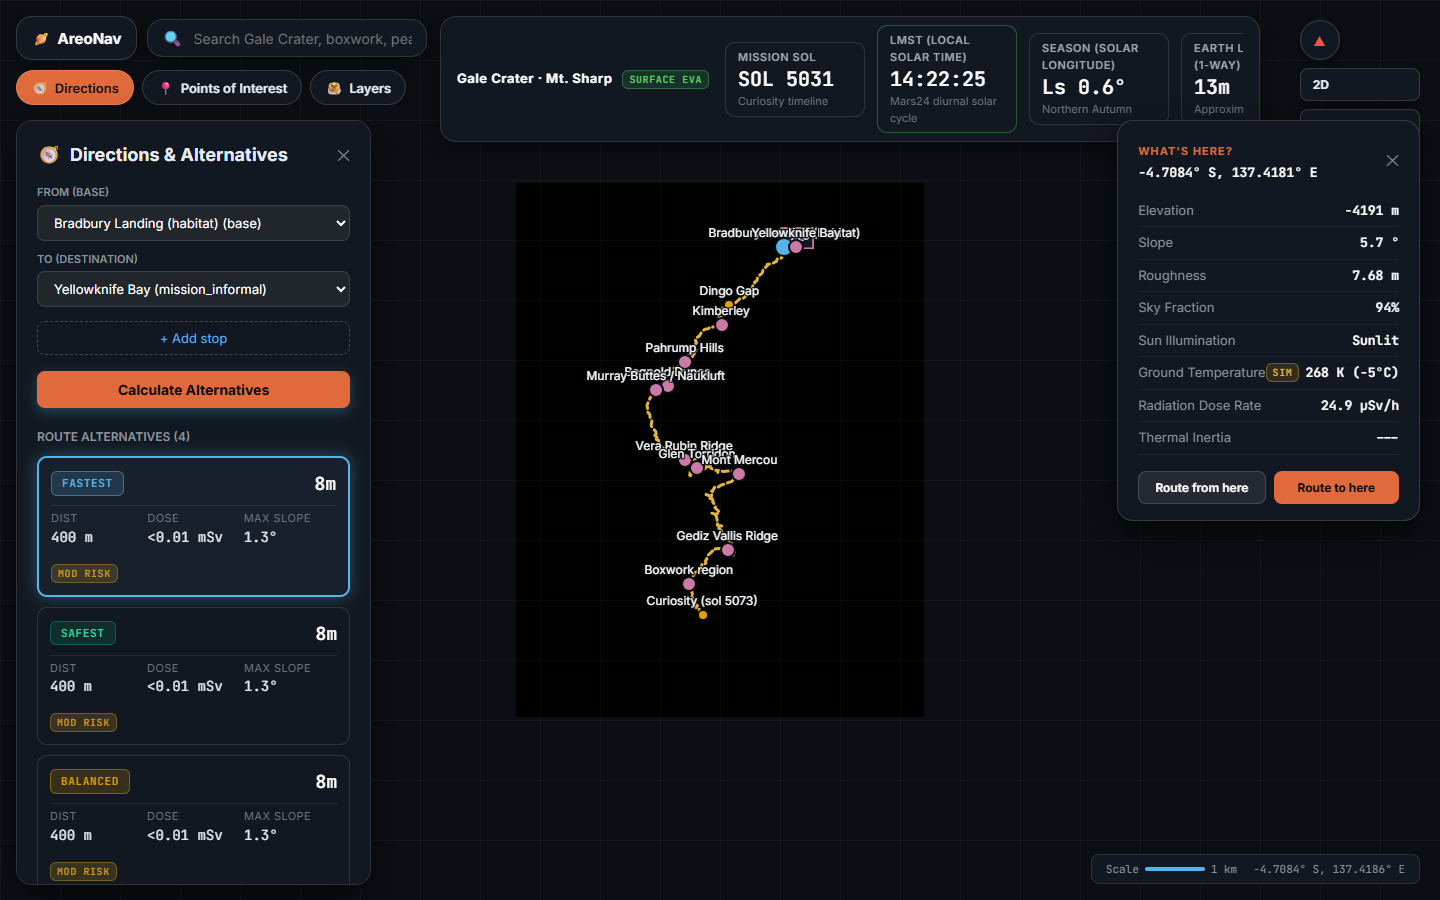 AreoNav
Search Gale Crater, boxwork, pea
Directions
Points of Interest
Layers
Gale Crater · Mt. Sharp
SURFACE EVA
MISSION SOL
SOL 5031
Curiosity timeline
LMST (LOCAL
SOLAR TIME)
14:22:25
Mars24 diurnal solar
cycle
SEASON (SOLAR
LONGITUDE)
Ls 0.6°
Northern Autumn
EARTH L
(1-WAY)
13m
Approxim
2D
Directions & Alternatives
FROM (BASE)
Bradbury Landing (habitat) (base)
TO (DESTINATION)
Yellowknife Bay (mission_informal)
+ Add stop
Calculate Alternatives
ROUTE ALTERNATIVES (4)
FASTEST
8m
DIST DOSE MAX SLOPE
400 m <0.01 mSv 1.3°
MOD RISK
SAFEST
8m
DIST DOSE MAX SLOPE
400 m <0.01 mSv 1.3°
MOD RISK
BALANCED
8m
DIST DOSE MAX SLOPE
400 m <0.01 mSv 1.3°
MOD RISK
Yellowknife Bay
Dingo Gap
Kimberley
Pahrump Hills
Murray Buttes / Naukluft
Vera Rubin Ridge
Glen Torridon
Mont Mercou
Gediz Vallis Ridge
Boxwork region
Curiosity (sol 5073)
WHAT'S HERE?
-4.7084° S, 137.4181° E
Elevation -4191 m
Slope 5.7 °
Roughness 7.68 m
Sky Fraction 94%
Sun Illumination Sunlit
Ground Temperature SIM 268 K (-5°C)
Radiation Dose Rate 24.9 µSv/h
Thermal Inertia ---
Route from here
Route to here
Scale 1 km -4.7084° S, 137.4186° E